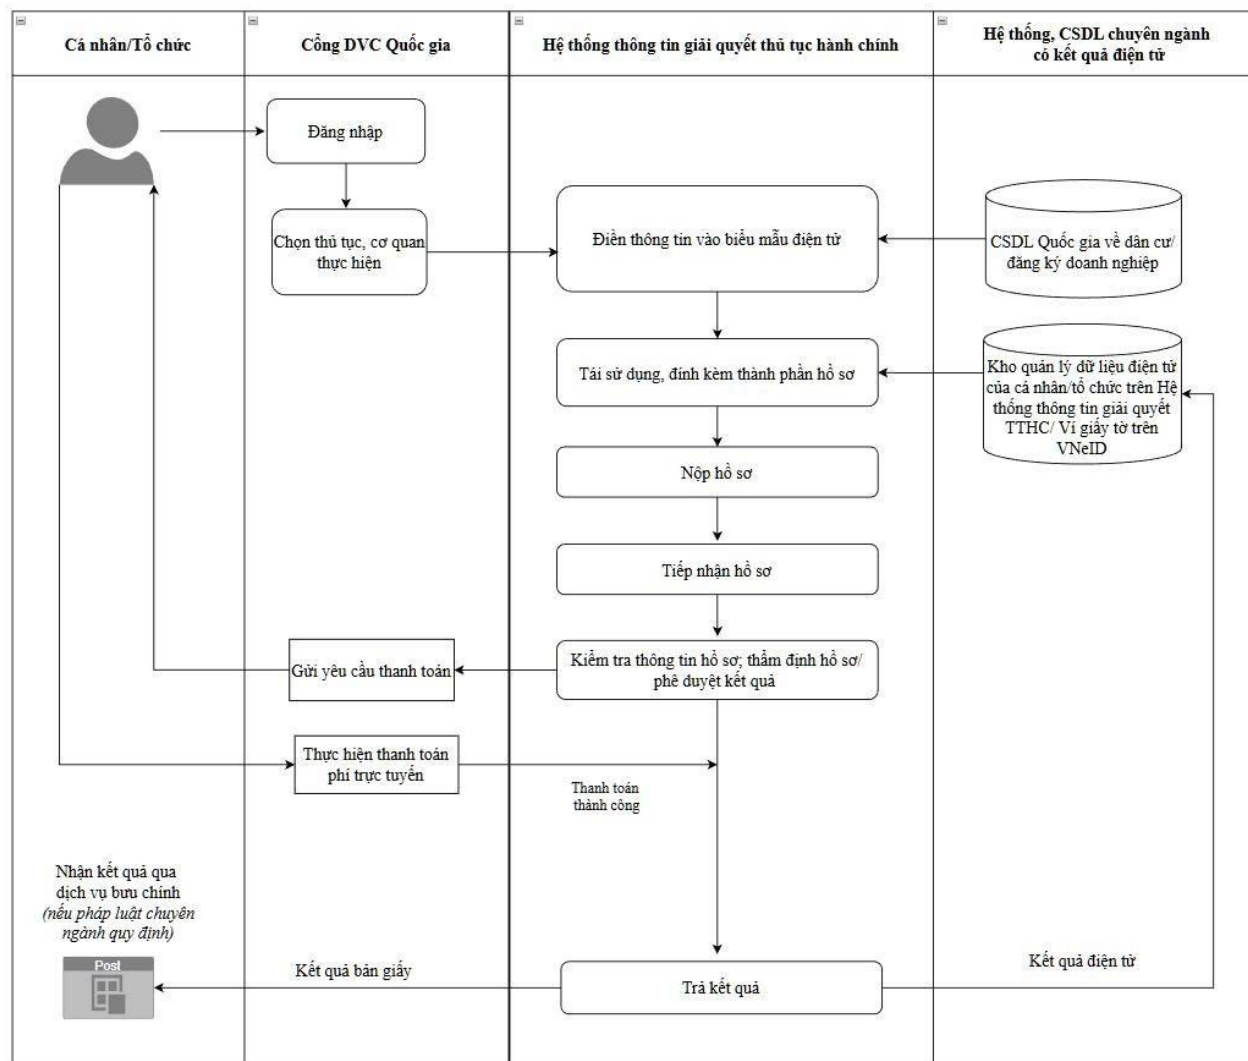 Cá nhân/Tổ chức
Cổng DVC Quốc gia
Hệ thống thông tin giải quyết thủ tục hành chính
Hệ thống, CSDL chuyên ngành
có kết quả điện tử
Đăng nhập
Chọn thủ tục, cơ quan
thực hiện
Điền thông tin vào biểu mẫu điện tử
CSDL Quốc gia về dân cư/
đăng ký doanh nghiệp
Tái sử dụng, đính kèm thành phần hồ sơ
Kho quản lý dữ liệu điện tử
của cá nhân/tổ chức trên Hệ
thống thông tin giải quyết
TTHC/ Ví giấy tờ trên
VNeID
Nộp hồ sơ
Tiếp nhận hồ sơ
Gửi yêu cầu thanh toán
Kiểm tra thông tin hồ sơ; thẩm định hồ sơ/
phê duyệt kết quả
Thực hiện thanh toán
phí trực tuyến
Thanh toán
thành công
Nhận kết quả qua
dịch vụ bưu chính
(nếu pháp luật chuyên
ngành quy định)
Post
Kết quả bản giấy
Trả kết quả
Kết quả điện tử